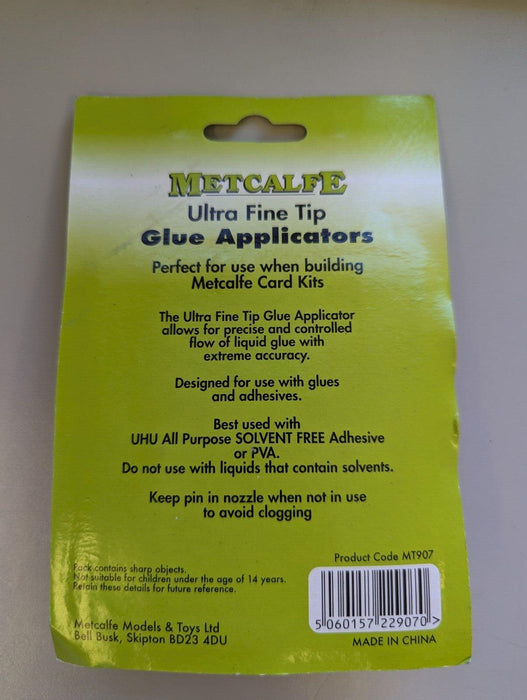 METCALFE
Ultra Fine Tip
Glue Applicators
Perfect for use when building
Metcalfe Card Kits
The Ultra Fine Tip Glue Applicator
allows for precise and controlled
flow of liquid glue with
extreme accuracy.
Designed for use with glues
and adhesives.
Best used with
UHU All Purpose SOLVENT FREE Adhesive
or PVA.
Do not use with liquids that contain solvents.
Keep pin in nozzle when not in use
to avoid clogging
Product Code MT907
Pack contains sharp objects.
Not suitable for children under the age of 14 years.
Retain these details for future reference.
5 060157 229070 >
Metcalfe Models & Toys Ltd
Bell Busk, Skipton BD23 4DU
MADE IN CHINA